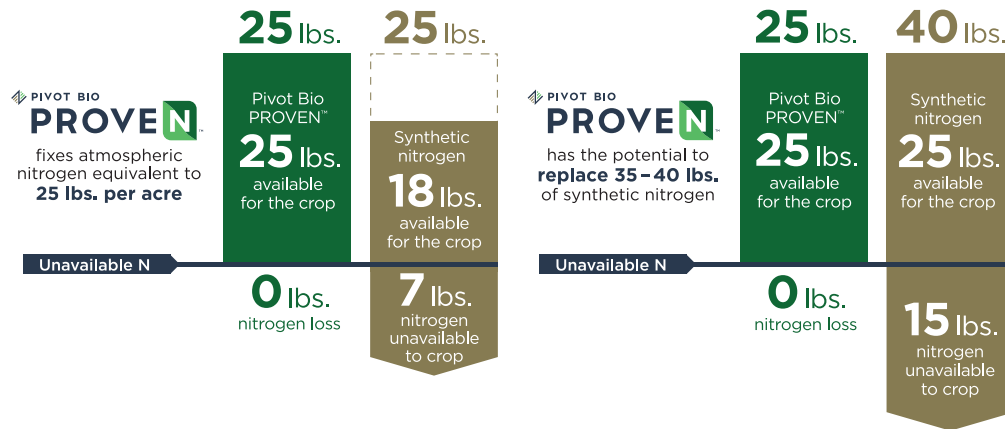 25 lbs.
25 lbs.
PIVOT BIO
PROVEN™
fixes atmospheric
nitrogen equivalent to
25 lbs. per acre
Pivot Bio
PROVEN™
25 lbs.
available
for the crop
Synthetic
nitrogen
18 lbs.
available
for the crop
Unavailable N
0 lbs.
nitrogen loss
7 lbs.
nitrogen
unavailable
to crop
25 lbs.
40 lbs.
PIVOT BIO
PROVEN™
has the potential to
replace 35–40 lbs.
of synthetic nitrogen
Pivot Bio
PROVEN™
25 lbs.
available
for the crop
Synthetic
nitrogen
25 lbs.
available
for the crop
Unavailable N
0 lbs.
nitrogen loss
15 lbs.
nitrogen
unavailable
to crop